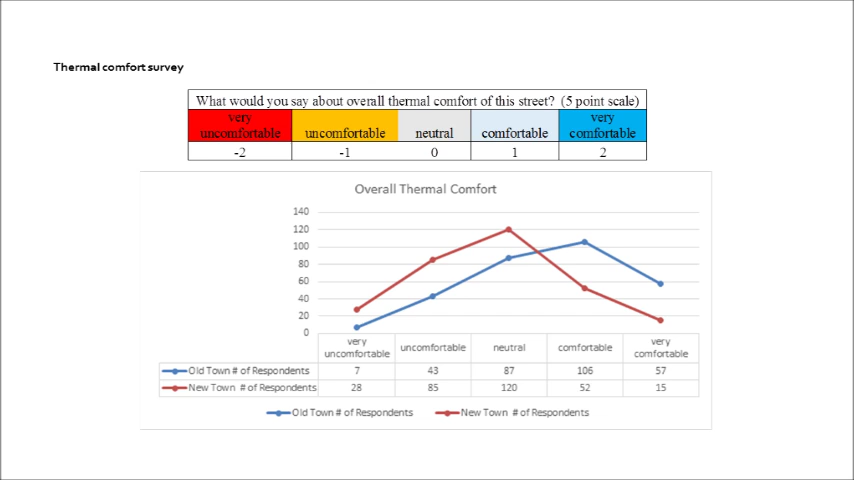 Thermal comfort survey
What would you say about overall thermal comfort of this street? (5 point scale)
very uncomfortable uncomfortable neutral comfortable very comfortable
-2 -1 0 1 2
Overall Thermal Comfort
140
120
100
80
60
40
20
0
very uncomfortable uncomfortable neutral comfortable very comfortable
Old Town # of Respondents 7 43 87 106 57
New Town # of Respondents 28 85 120 52 15
Old Town # of Respondents New Town # of Respondents